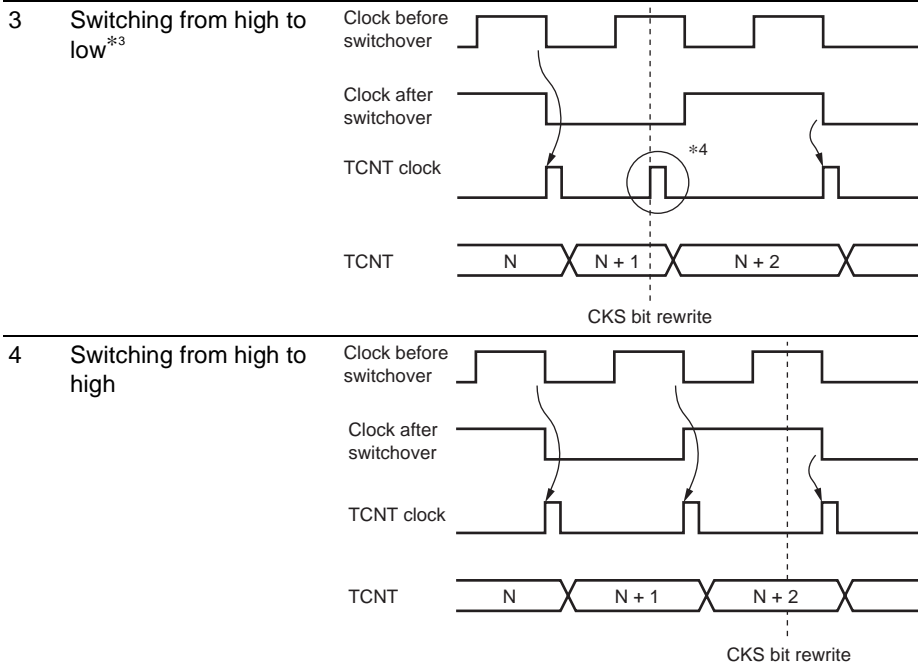 3 Switching from high to
low*3
Clock before
switchover
Clock after
switchover
*4
TCNT clock
TCNT N N + 1 N + 2
CKS bit rewrite
4 Switching from high to
high
Clock before
switchover
Clock after
switchover
TCNT clock
TCNT N N + 1 N + 2
CKS bit rewrite